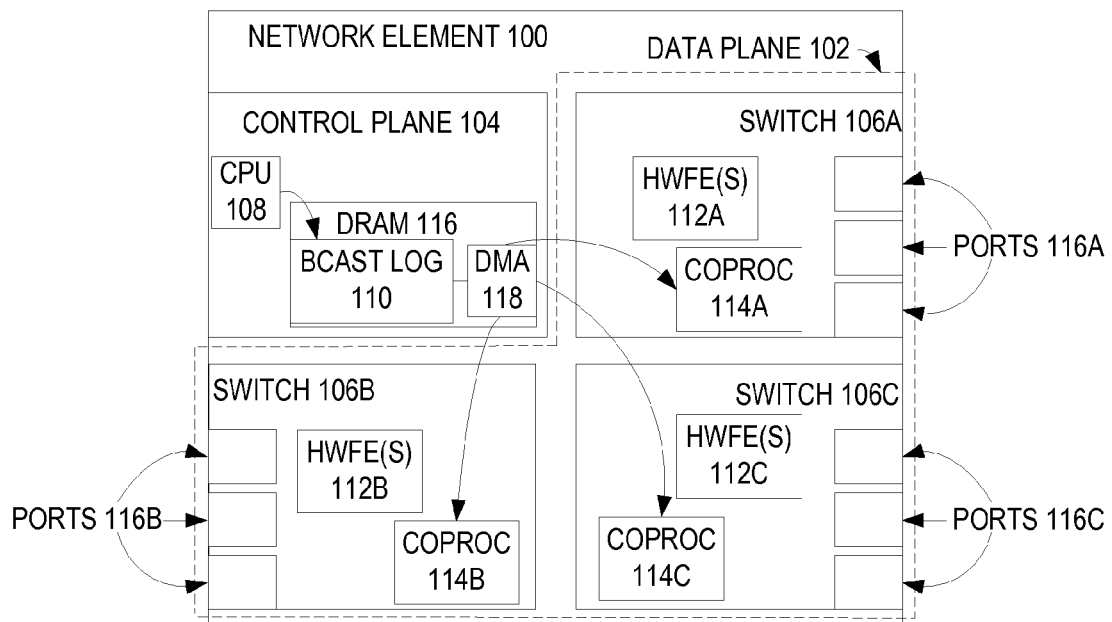 NETWORK ELEMENT 100
DATA PLANE 102
CONTROL PLANE 104
CPU
108
DRAM 116
BCAST LOG
110
DMA
118
SWITCH 106A
HWFE(S)
112A
COPROC
114A
PORTS 116A
SWITCH 106B
HWFE(S)
112B
COPROC
114B
PORTS 116B
SWITCH 106C
HWFE(S)
112C
COPROC
114C
PORTS 116C